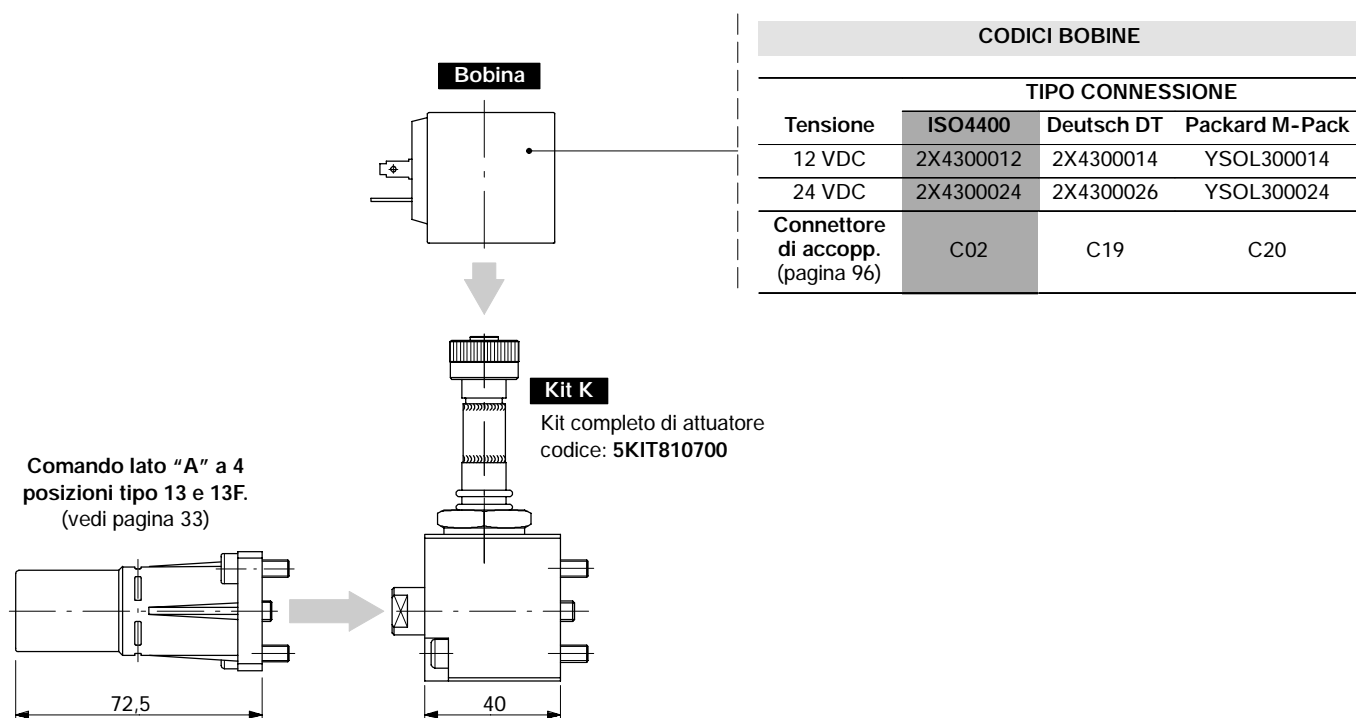 CODICI BOBINE
Bobina
TIPO CONNESSIONE
Tensione ISO4400 Deutsch DT Packard M-Pack
12 VDC 2X4300012 2X4300014 YSOL300014
24 VDC 2X4300024 2X4300026 YSOL300024
Connettore
di accopp.
(pagina 96)
C02 C19 C20
Kit K
Kit completo di attuatore
codice: 5KIT810700
Comando lato “A” a 4
posizioni tipo 13 e 13F.
(vedi pagina 33)
72,5
40